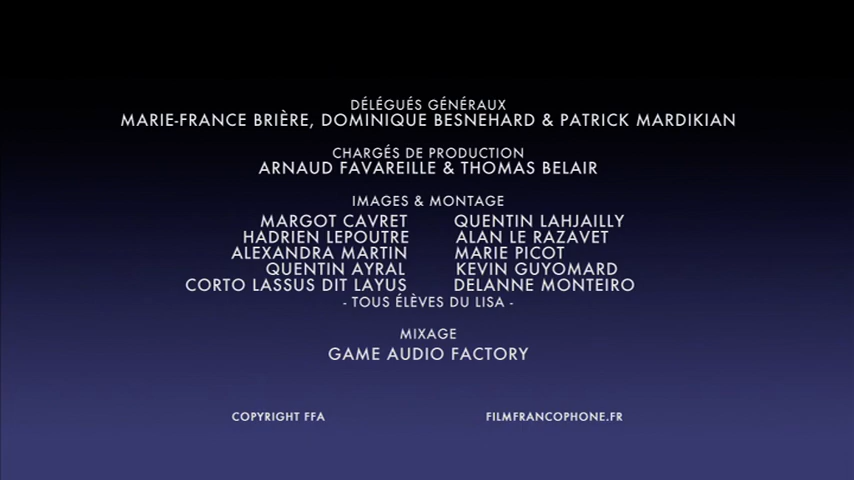 DÉLÉGUÉS GÉNÉRAUX
MARIE-FRANCE BRIÈRE, DOMINIQUE BESNEHARD & PATRICK MARDIKIAN
CHARGÉS DE PRODUCTION
ARNAUD FAVAREILLE & THOMAS BELAIR
IMAGES & MONTAGE
MARGOT CAVRET QUENTIN LAHJAILLY
HADRIEN LEPOUTRE ALAN LE RAZAVET
ALEXANDRA MARTIN MARIE PICOT
QUENTIN AYRAL KEVIN GUYOMARD
CORTO LASSUS DIT LAYUS DELANNE MONTEIRO
- TOUS ÉLÈVES DU LISA -
MIXAGE
GAME AUDIO FACTORY
COPYRIGHT FFA FILMFRANCOPHONE.FR